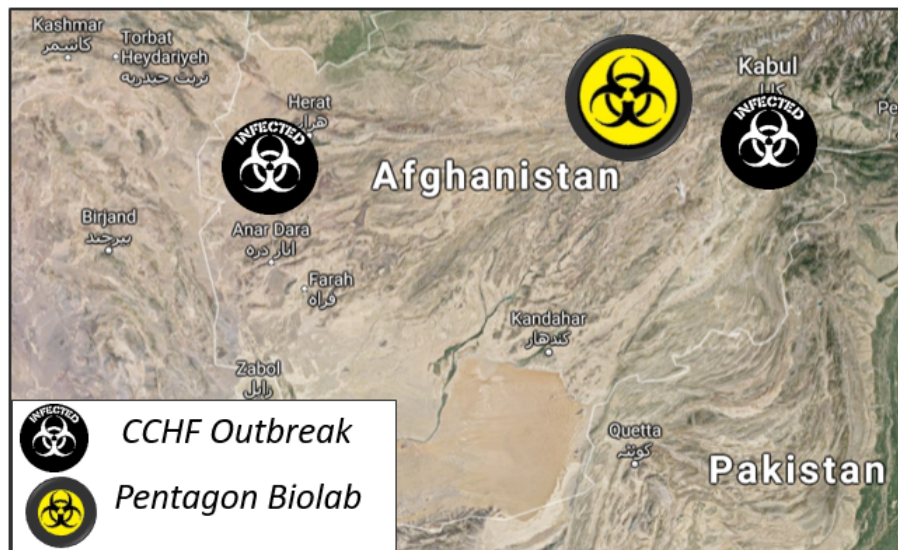 Kashmar
کاشمر
Torbat
Heydariyeh
تربت حیدریه
Herat
Kabul
INFECTED
INFECTED
Afghanistan
Birjand
بیرجند
Anar Dara
انار دره
Farah
فراه
Kandahar
کندهار
Zabol
زابل
Quetta
کوئٹہ
Pakistan
INFECTED
CCHF Outbreak
Pentagon Biolab